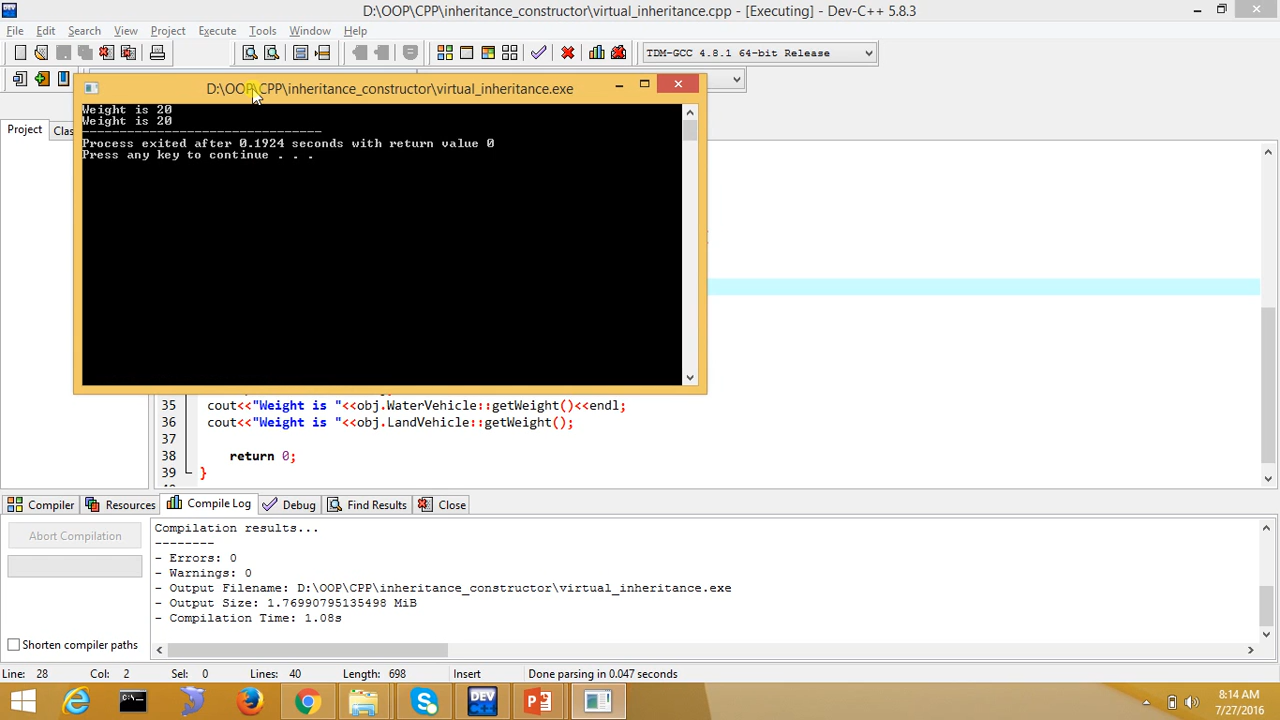 D:\OOP\CPP\inheritance_constructor\virtual_inheritance.cpp - [Executing] - Dev-C++ 5.8.3
File Edit Search View Project Execute Tools Window Help
TDM-GCC 4.8.1 64-bit Release
D:\OOP\CPP\inheritance_constructor\virtual_inheritance.exe
Project Clas
Weight is 20
Weight is 20
--------------------------------
Process exited after 0.1924 seconds with return value 0
Press any key to continue . . .
35 cout<<"Weight is "<<obj.WaterVehicle::getWeight()<<endl;
36 cout<<"Weight is "<<obj.LandVehicle::getWeight();
37
38 return 0;
39 }
Compiler Resources Compile Log Debug Find Results Close
Abort Compilation
Shorten compiler paths
Compilation results...
--------
- Errors: 0
- Warnings: 0
- Output Filename: D:\OOP\CPP\inheritance_constructor\virtual_inheritance.exe
- Output Size: 1.76990795135498 MiB
- Compilation Time: 1.08s
Line: 28 Col: 2 Sel: 0 Lines: 40 Length: 698 Insert Done parsing in 0.047 seconds
DEV
8:14 AM
7/27/2016